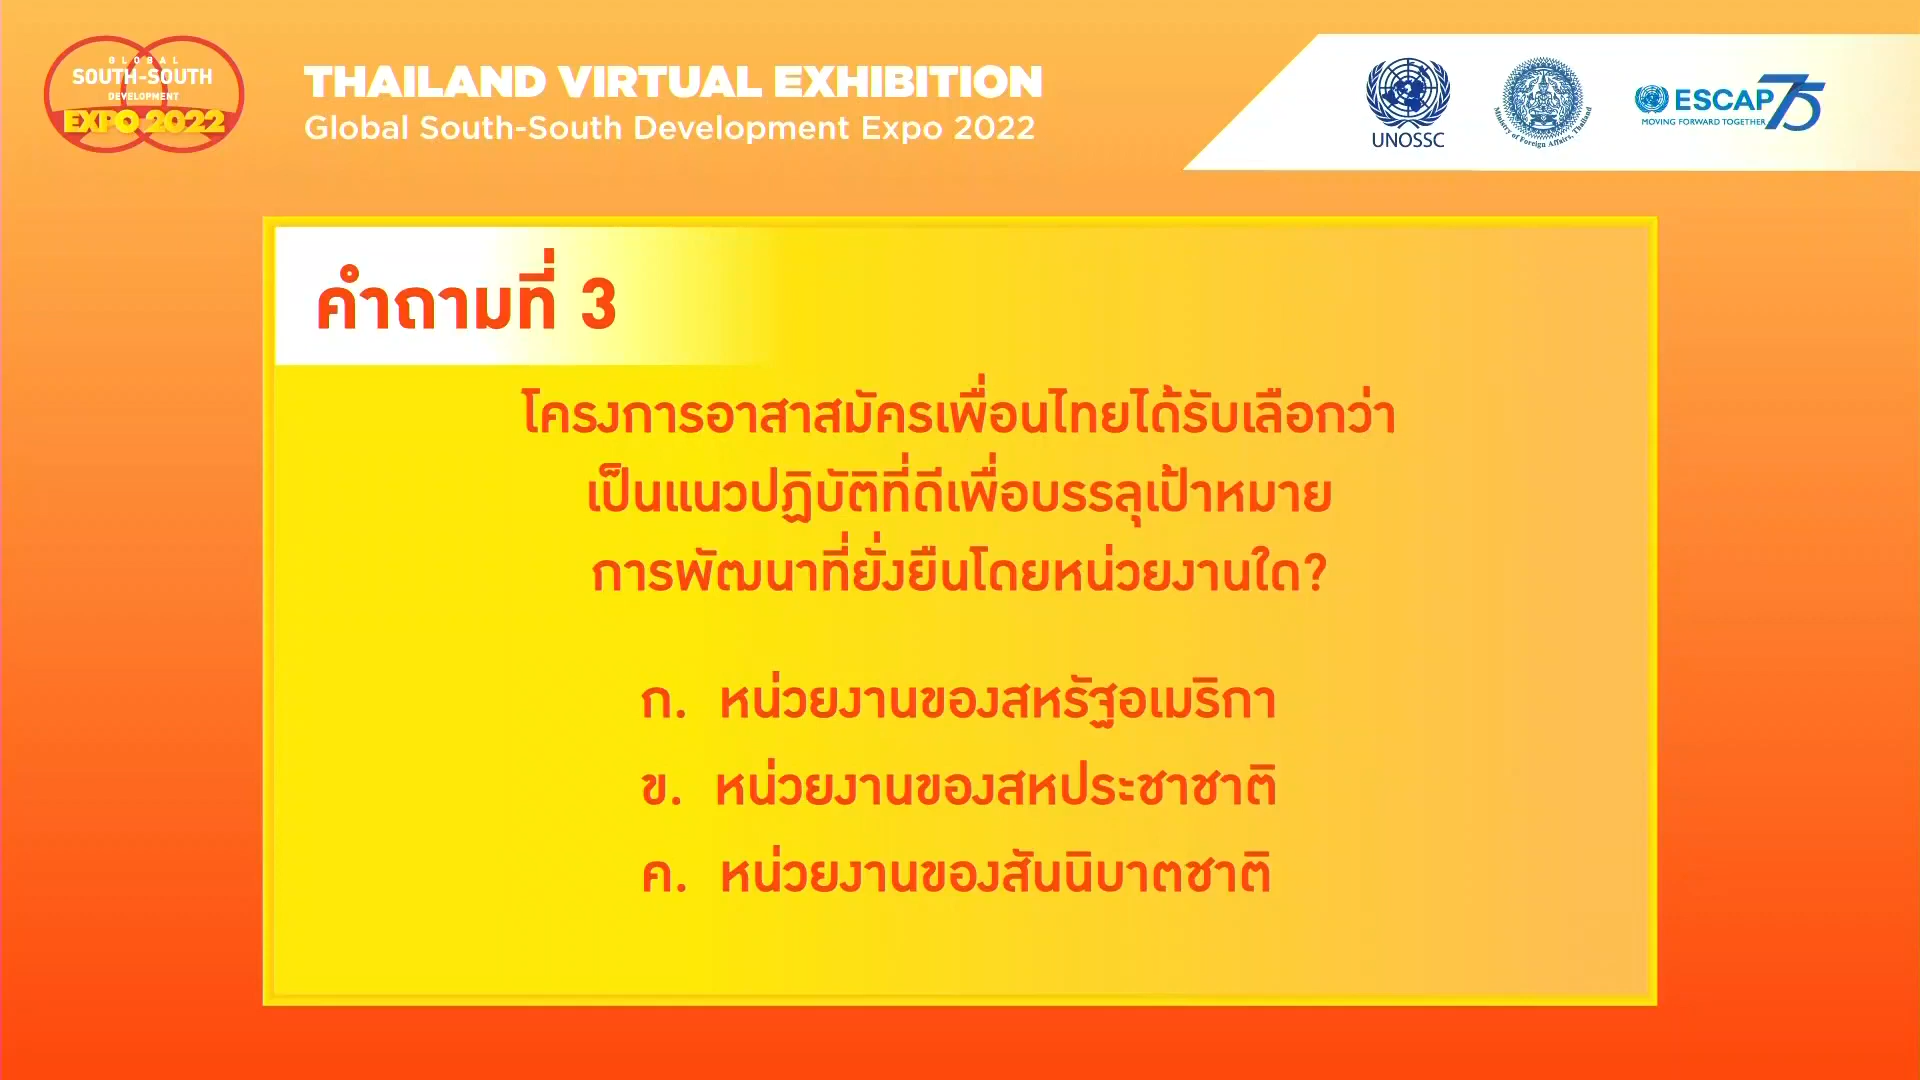 GLOBAL
SOUTH-SOUTH
DEVELOPMENT
EXPO 2022
THAILAND VIRTUAL EXHIBITION
Global South-South Development Expo 2022
UNOSSC
Ministry of Foreign Affairs, Thailand
ESCAP 75
MOVING FORWARD TOGETHER
คำถามที่ 3
โครงการอาสาสมัครเพื่อนไทยได้รับเลือกว่า
เป็นแนวปฏิบัติที่ดีเพื่อบรรลุเป้าหมาย
การพัฒนาที่ยั่งยืนโดยหน่วยงานใด?
ก. หน่วยงานของสหรัฐอเมริกา
ข. หน่วยงานของสหประชาชาติ
ค. หน่วยงานของสันนิบาตชาติ